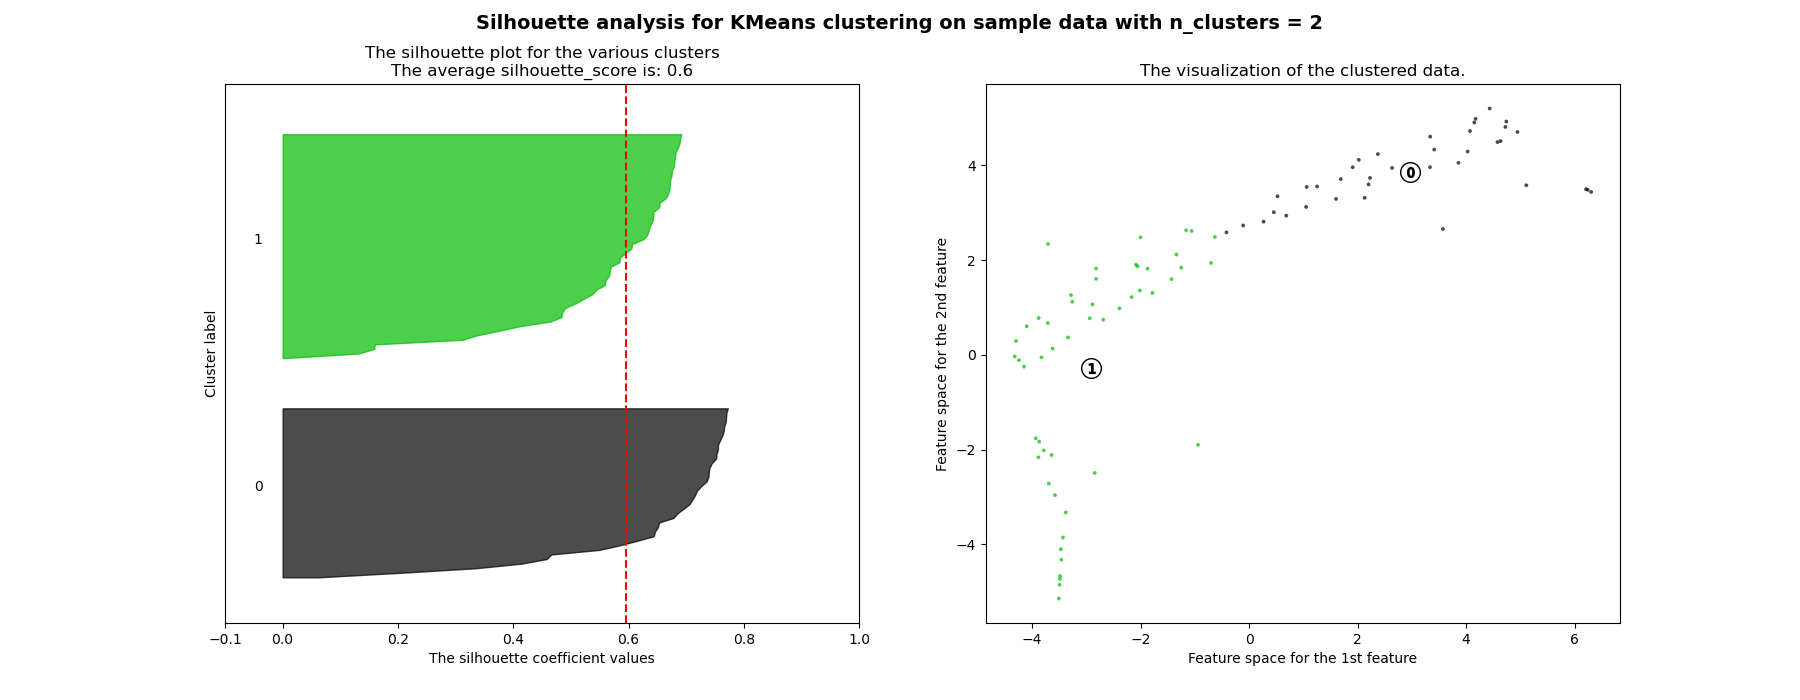 Silhouette analysis for KMeans clustering on sample data with n_clusters = 2
The silhouette plot for the various clusters
The average silhouette_score is: 0.6
1
0
Cluster label
−0.1 0.0 0.2 0.4 0.6 0.8 1.0
The silhouette coefficient values
The visualization of the clustered data.
0
1
4
2
0
−2
−4
Feature space for the 2nd feature
−4 −2 0 2 4 6
Feature space for the 1st feature